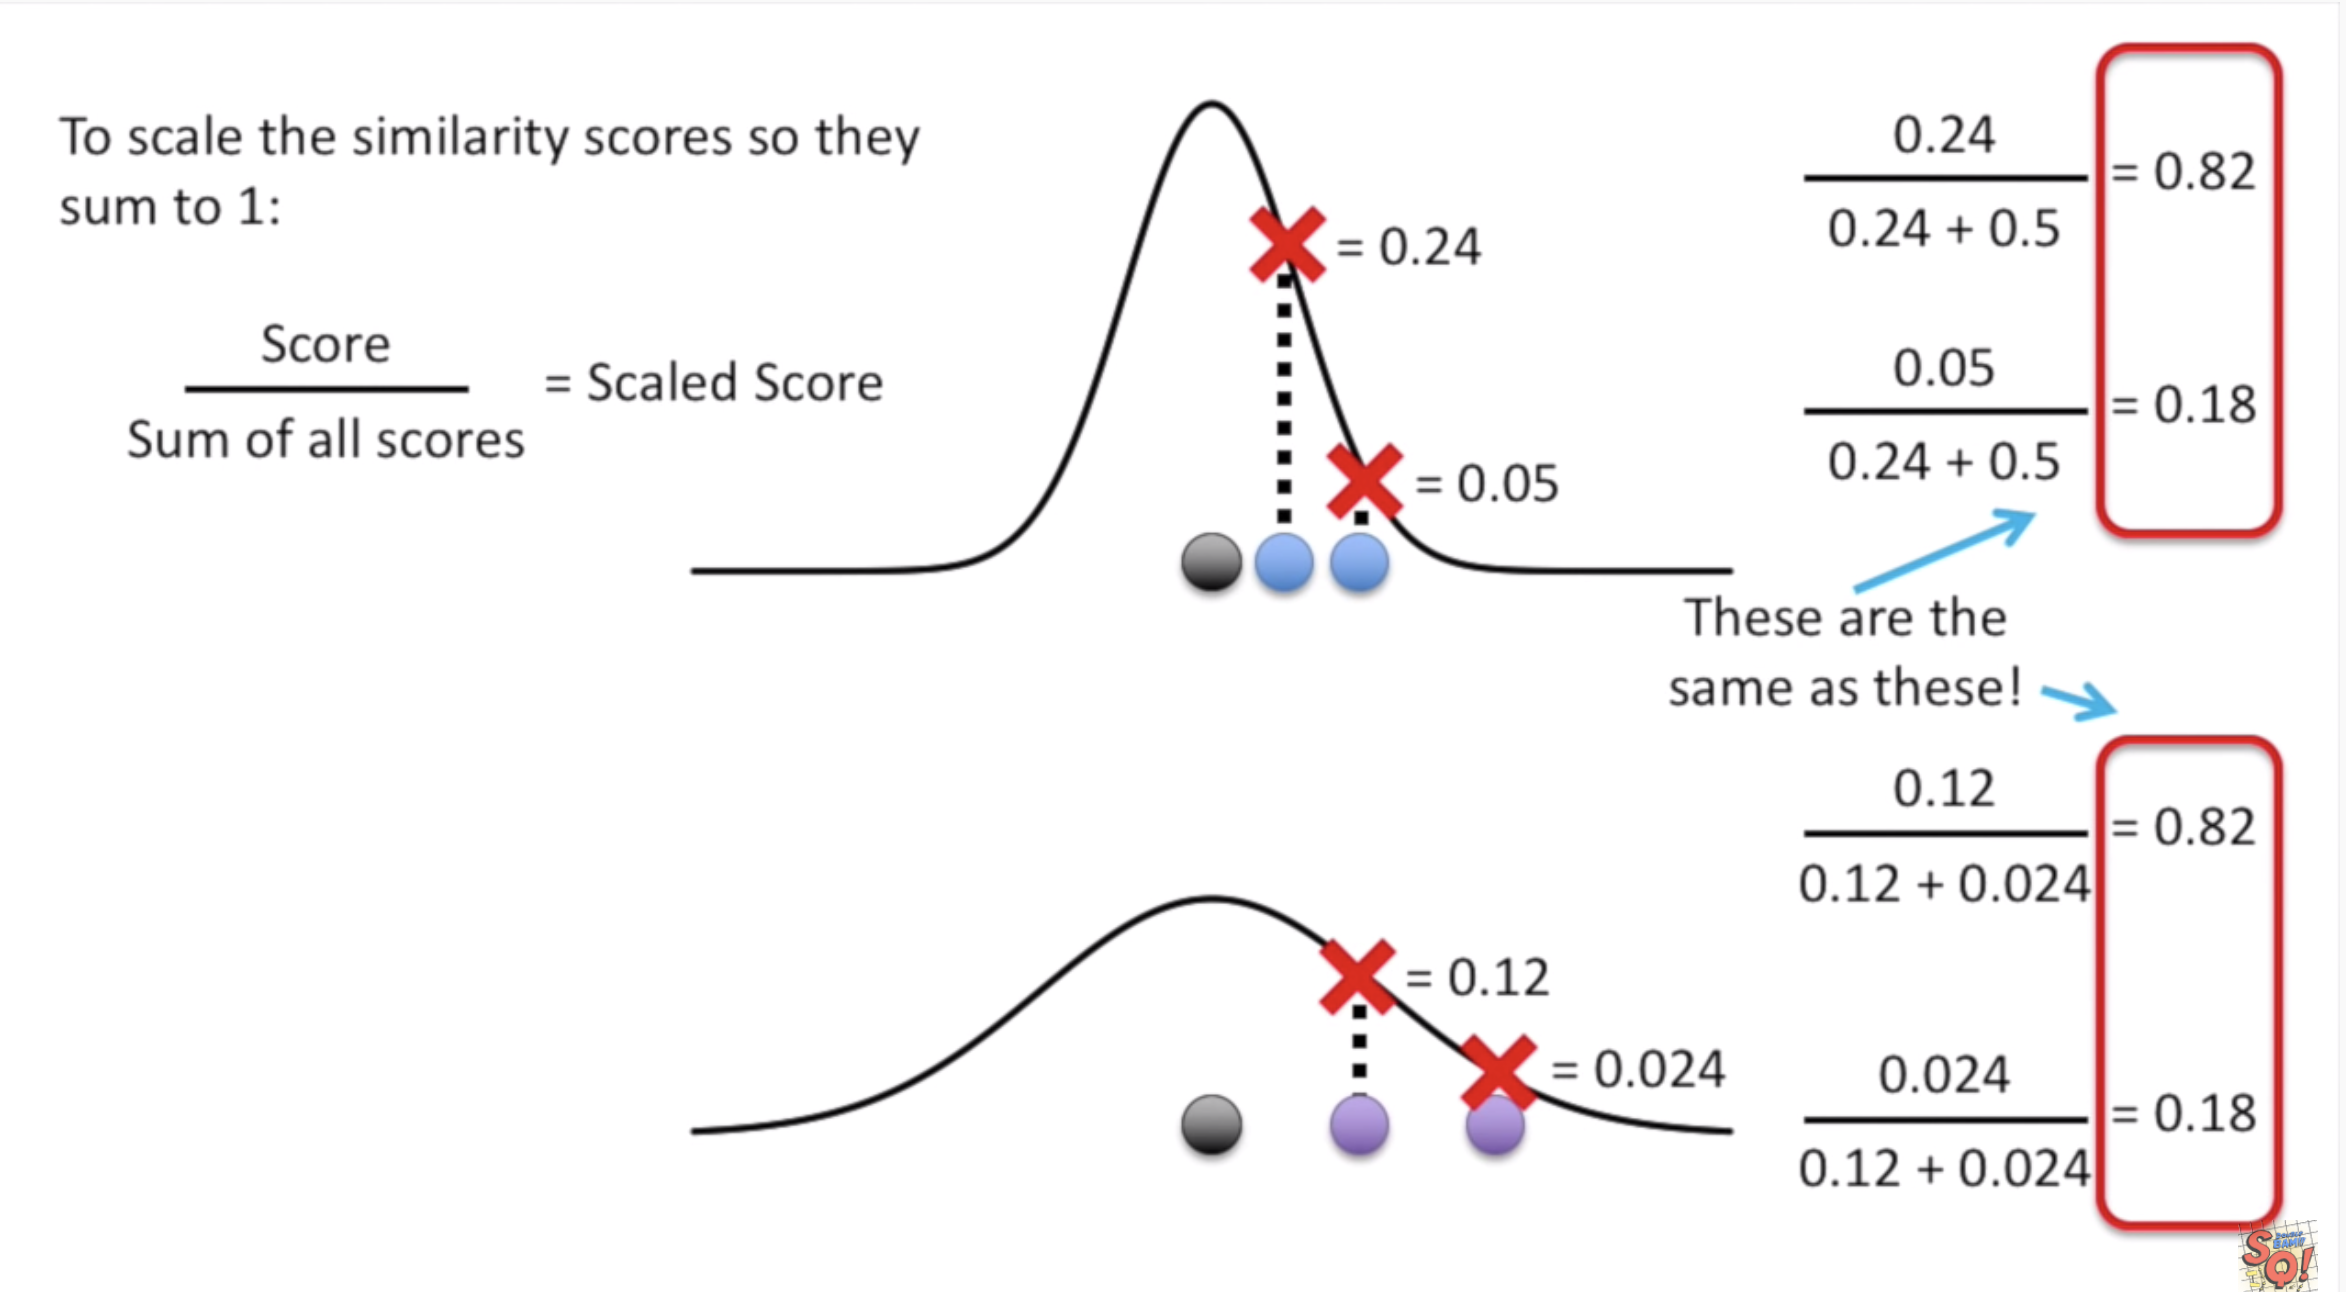 To scale the similarity scores so they
sum to 1:
Score
Sum of all scores
= Scaled Score
= 0.24
= 0.05
0.24
0.24 + 0.5
= 0.82
0.05
0.24 + 0.5
= 0.18
These are the
same as these!
= 0.12
= 0.024
0.12
0.12 + 0.024
= 0.82
0.024
0.12 + 0.024
= 0.18
SQ!